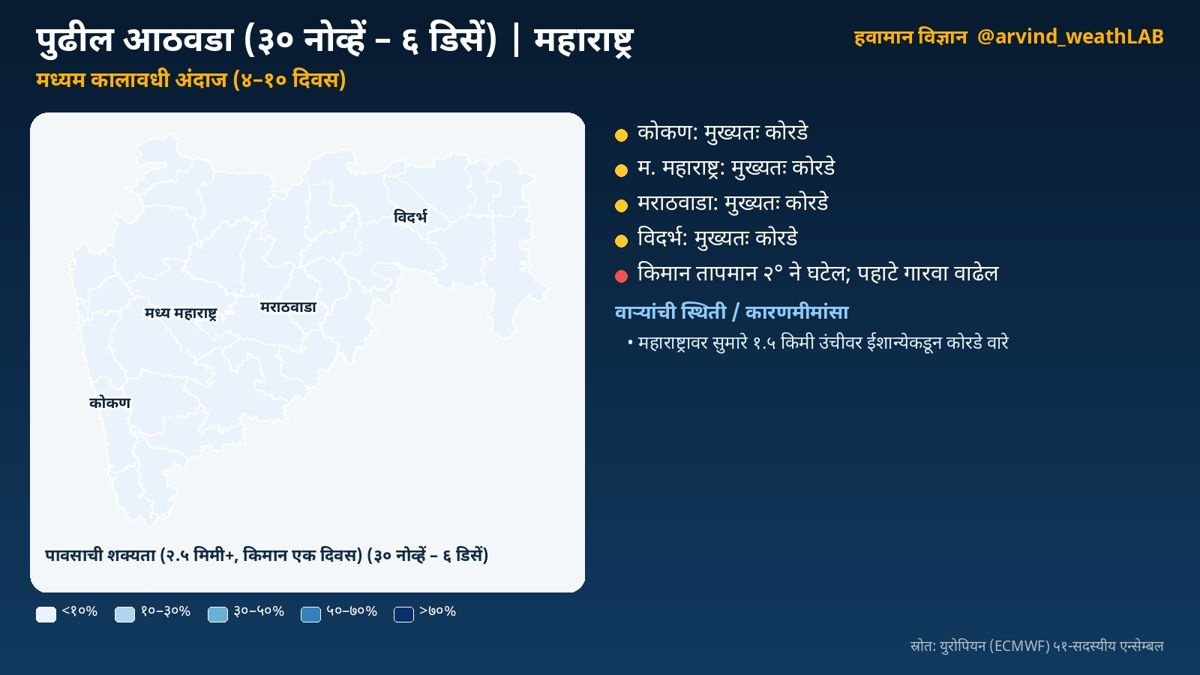 पुढील आठवडा (३० नोव्हें – ६ डिसें) | महाराष्ट्र
हवामान विज्ञान @arvind_weathLAB
मध्यम कालावधी अंदाज (४–१० दिवस)
विदर्भ
मध्य महाराष्ट्र
मराठवाडा
कोकण
पावसाची शक्यता (२.५ मिमी+, किमान एक दिवस) (३० नोव्हें – ६ डिसें)
<१०% १०–३०% ३०–५०% ५०–७०% >७०%
कोकण: मुख्यतः कोरडे
म. महाराष्ट्र: मुख्यतः कोरडे
मराठवाडा: मुख्यतः कोरडे
विदर्भ: मुख्यतः कोरडे
किमान तापमान २° ने घटेल; पहाटे गारवा वाढेल
वाऱ्यांची स्थिती / कारणमीमांसा
• महाराष्ट्रावर सुमारे १.५ किमी उंचीवर ईशान्येकडून कोरडे वारे
स्रोत: युरोपियन (ECMWF) ५१-सदस्यीय एन्सेम्बल